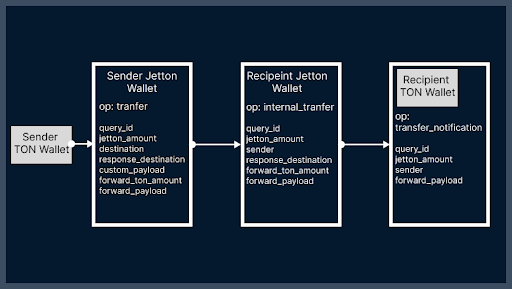 Sender
TON Wallet
Sender Jetton
Wallet
op: tranfer
query_id
jetton_amount
destination
response_destination
custom_payload
forward_ton_amount
forward_payload
Recipeint Jetton
Wallet
op: internal_tranfer
query_id
jetton_amount
sender
response_destination
forward_ton_amount
forward_payload
Recipient
TON Wallet
op:
transfer_notification
query_id
jetton_amount
sender
forward_payload